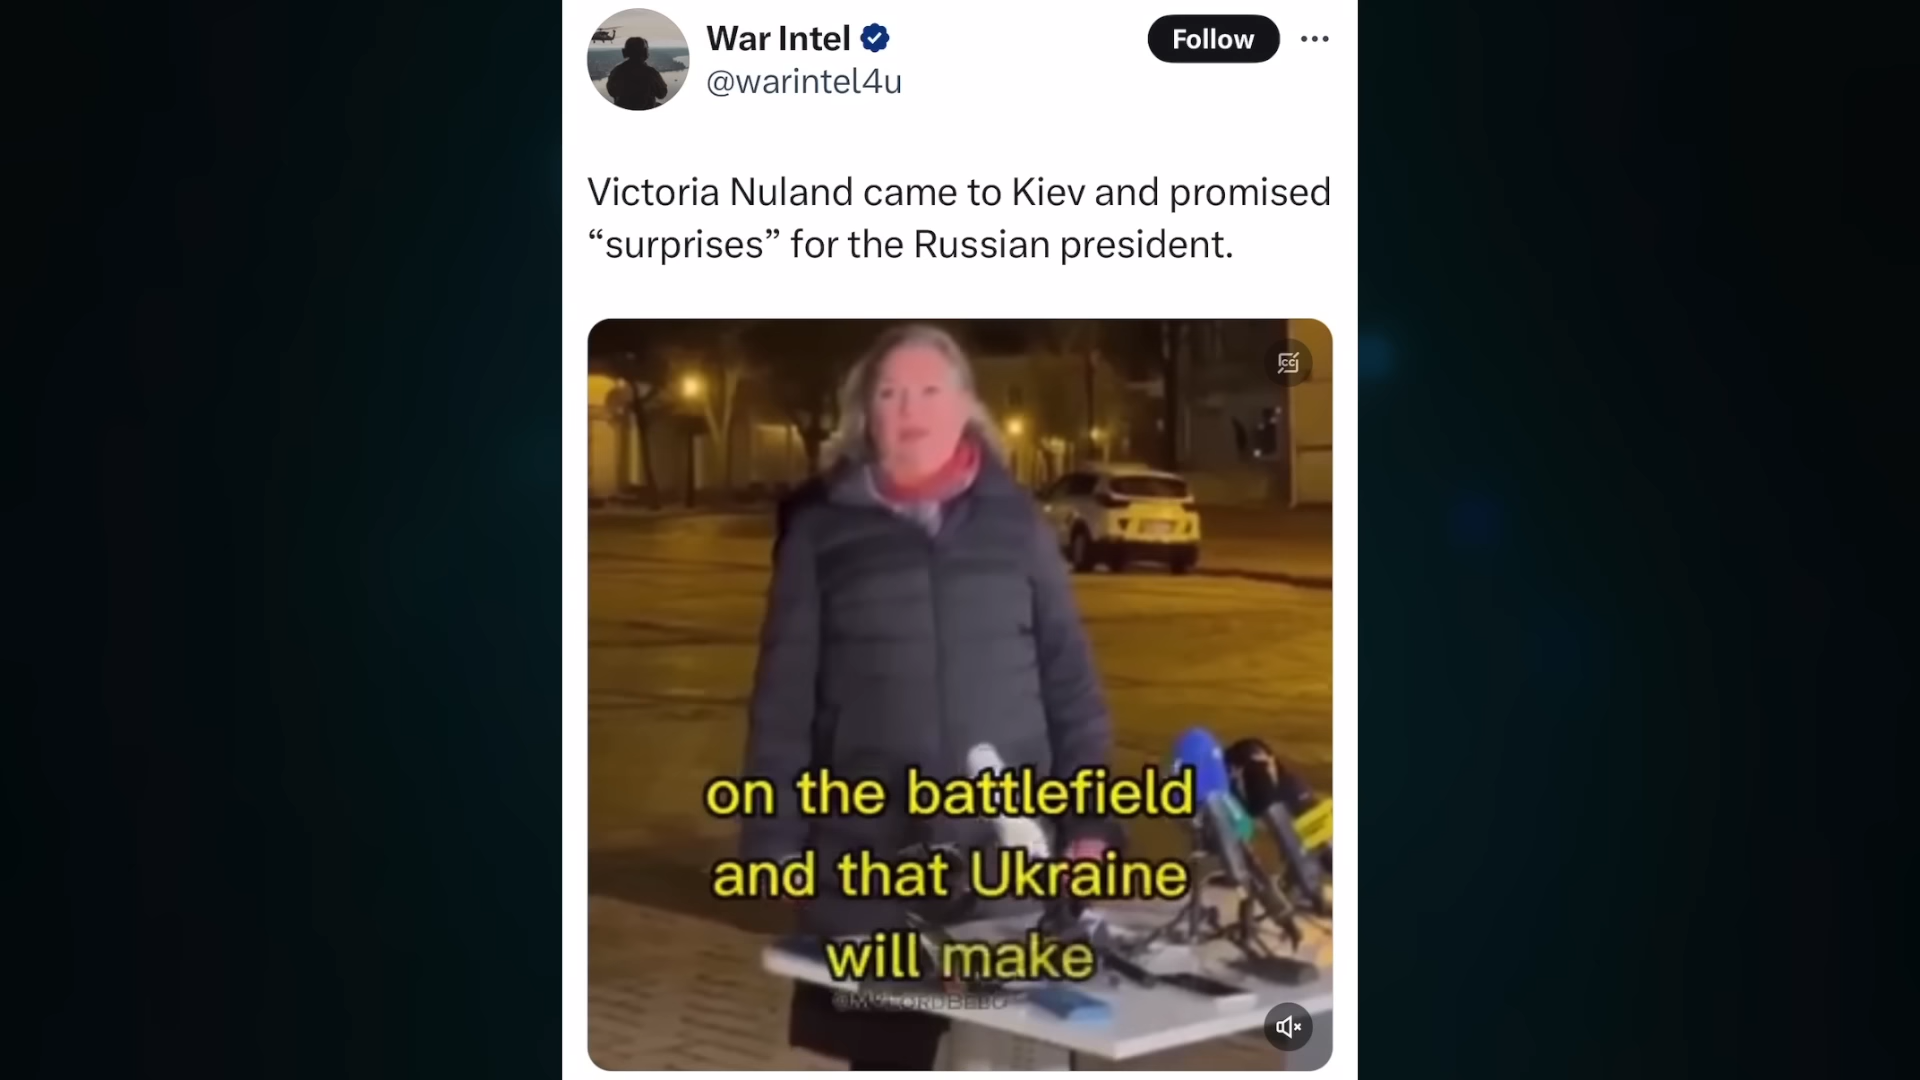 War Intel
@warintel4u
Follow
Victoria Nuland came to Kiev and promised
“surprises” for the Russian president.
CC
on the battlefield
and that Ukraine
will make